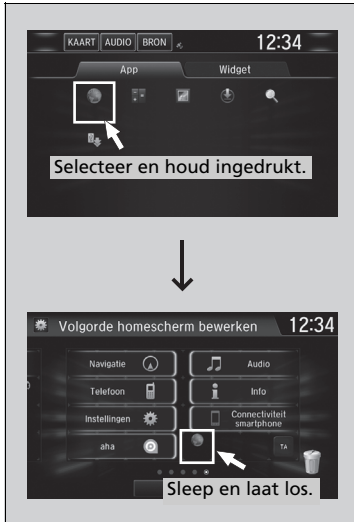 KAART AUDIO BRON 12:34
App Widget
Selecteer en houd ingedrukt.
Volgorde homescherm bewerken 12:34
Navigatie Audio
Telefoon Info
Instellingen Connectiviteit smartphone
aha TA
Sleep en laat los.